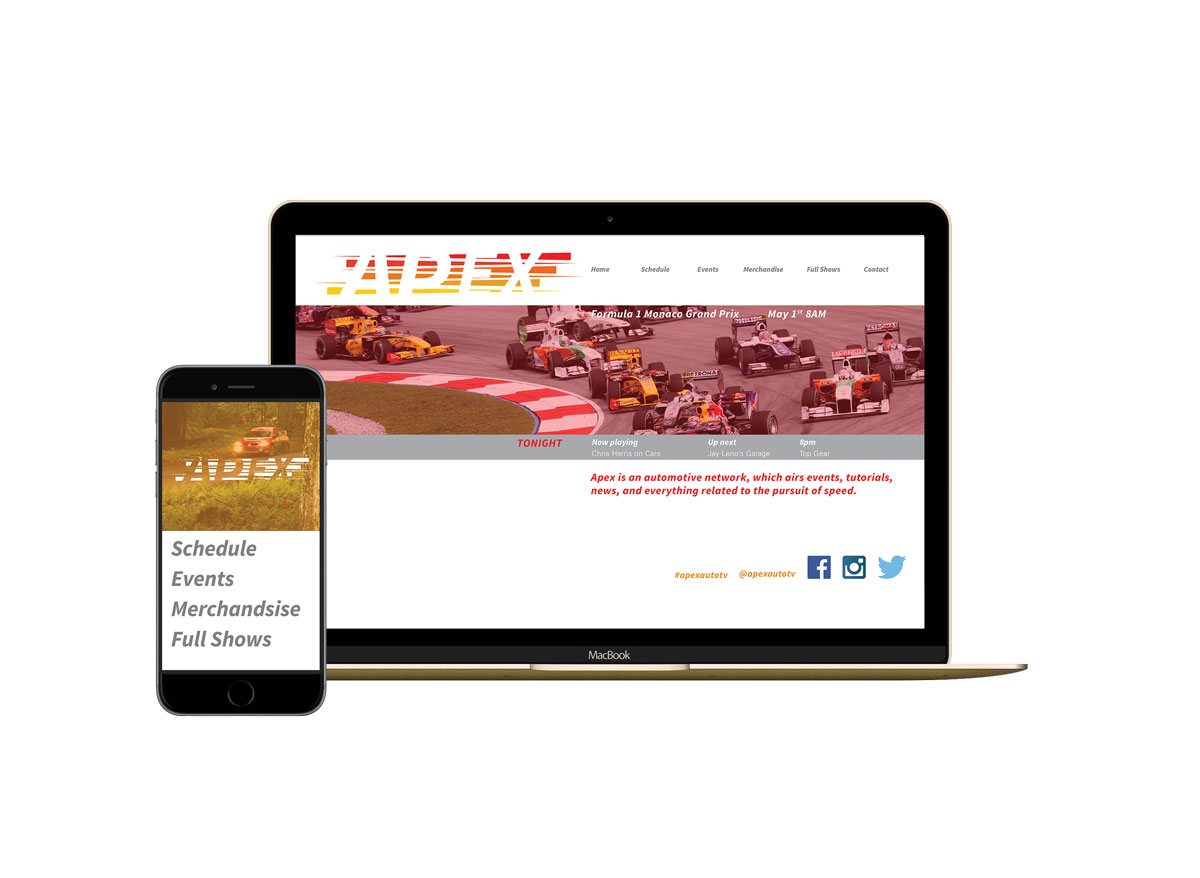 APEX
Home Schedule Events Merchandise Full Shows Contact
Formula 1 Monaco Grand Prix May 1st 8AM
PETRONAS
PETRONAS
TONIGHT Now playing Up next 8pm
Chris Harris on Cars Jay Leno's Garage Top Gear
Apex is an automotive network, which airs events, tutorials,
news, and everything related to the pursuit of speed.
#apexautotv @apexautotv
MacBook
APEX
Schedule
Events
Merchandsise
Full Shows